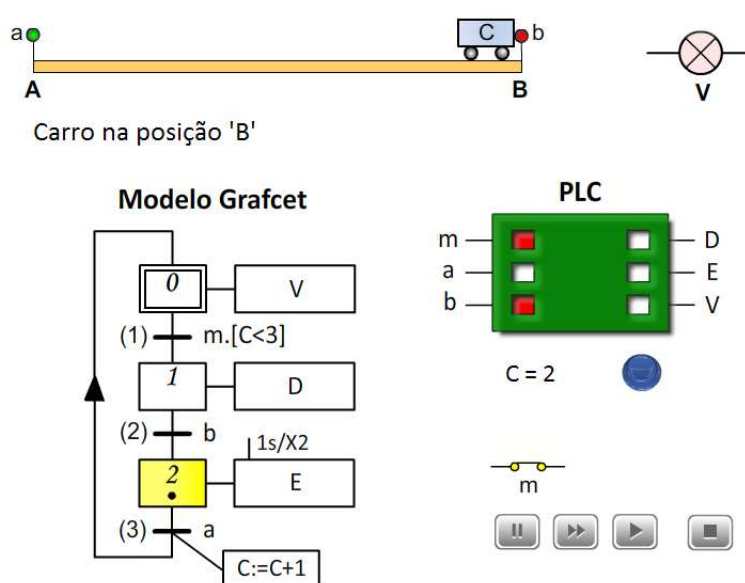 a
C
b
A
B
V
Carro na posição 'B'
Modelo Grafcet
0
V
(1)
m.[C<3]
1
D
(2)
b
1s/X2
2
E
(3)
a
C:=C+1
PLC
m
D
a
E
b
V
C = 2
m